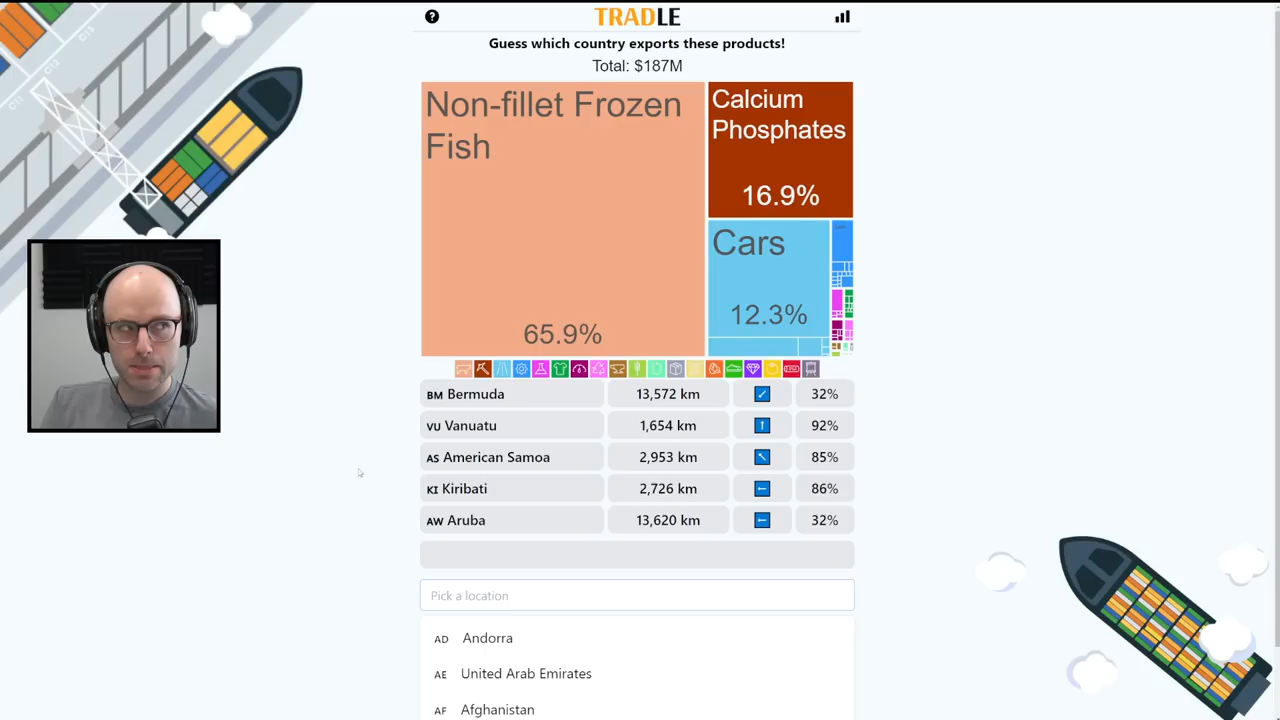 C13
C12
C11
?
TRADLE
Guess which country exports these products!
Total: $187M
Non-fillet Frozen
Fish
65.9%
Calcium
Phosphates
16.9%
Cars
12.3%
BM Bermuda
13,572 km
32%
VU Vanuatu
1,654 km
92%
AS American Samoa
2,953 km
85%
KI Kiribati
2,726 km
86%
AW Aruba
13,620 km
32%
Pick a location
AD Andorra
AE United Arab Emirates
AF Afghanistan